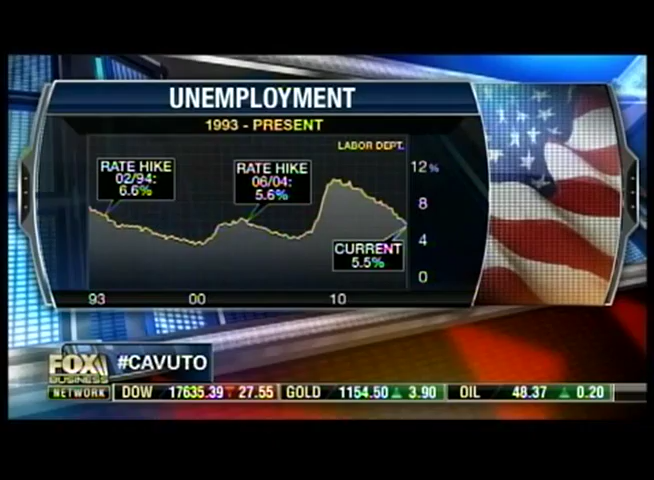 UNEMPLOYMENT
1993 - PRESENT
LABOR DEPT.
RATE HIKE
02/94:
6.6%
RATE HIKE
06/04:
5.6%
CURRENT
5.5%
12%
8
4
0
93 00 10
FOX
BUSINESS
NETWORK
#CAVUTO
DOW 17635.39 ▼ 27.55 GOLD 1154.50 ▲ 3.90 OIL 48.37 ▲ 0.20